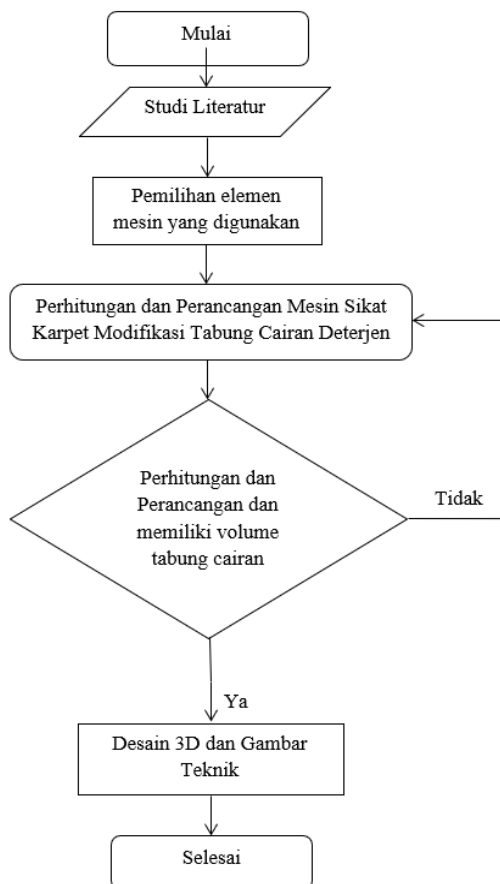 Mulai
Studi Literatur
Pemilihan elemen
mesin yang digunakan
Perhitungan dan Perancangan Mesin Sikat
Karpet Modifikasi Tabung Cairan Deterjen
Perhitungan dan
Perancangan dan
memiliki volume
tabung cairan
Tidak
Ya
Desain 3D dan Gambar
Teknik
Selesai